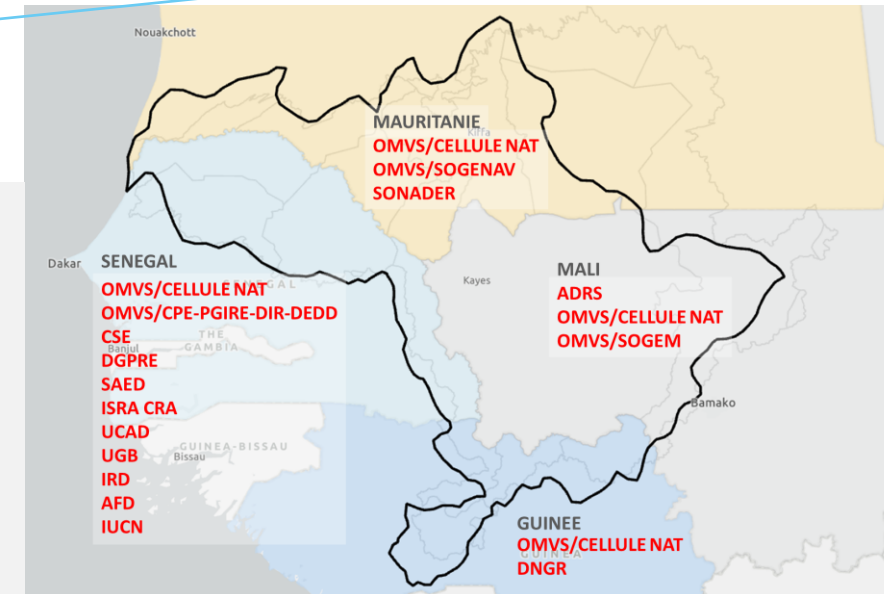 Nouakchott
MAURITANIE
Kiffa
OMVS/CELLULE NAT
OMVS/SOGENAV
SONADER
Dakar
SENEGAL
SENEGAL
OMVS/CELLULE NAT
OMVS/CPE-PGIRE-DIR-DEDD
CSE
THE
GAMBIA
Banjul
DGPRE
SAED
ISRA CRA
UCAD
GUINEA-BISSAU
Bissau
UGB
IRD
AFD
IUCN
Kayes
MALI
ADRS
OMVS/CELLULE NAT
OMVS/SOGEM
Bamako
GUINEE
OMVS/CELLULE NAT
GUINEA
DNGR